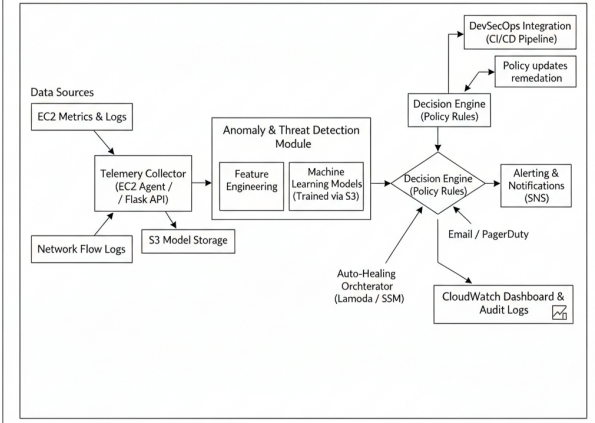 DevSecOps Integration
(CI/CD Pipeline)
Policy updates
remedation
Data Sources
EC2 Metrics & Logs
Decision Engine
(Policy Rules)
Anomaly & Threat Detection
Module
Telemery Collector
(EC2 Agent /
/ Flask API)
Feature
Engineering
Machine
Learning Models
(Trained via S3)
Decision Engine
(Policy Rules)
Alerting &
Notifications
(SNS)
Network Flow Logs
S3 Model Storage
Email / PagerDuty
Auto-Healing
Orchterator
(Lamoda / SSM)
CloudWatch Dashboard &
Audit Logs